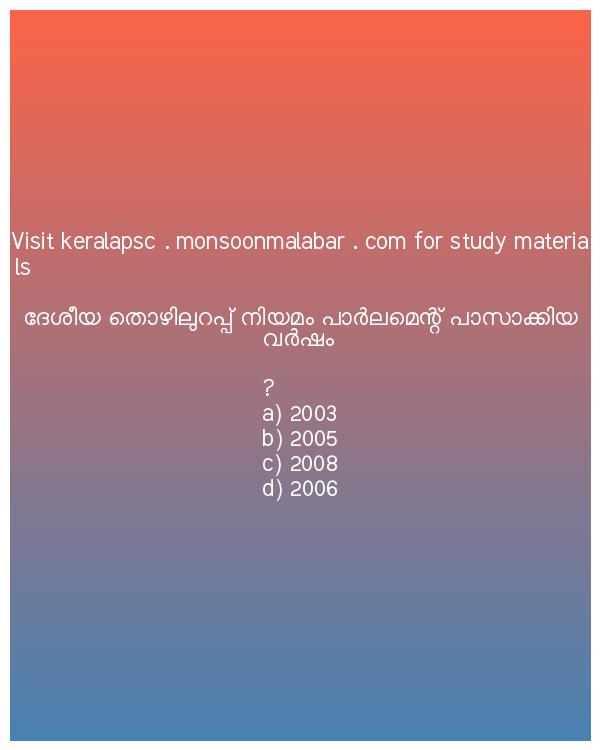 Visit keralapsc . monsoonmalabar . com for study materia
ls
ദേശീയ തൊഴിലുറപ്പ് നിയമം പാർലമെന്റ് പാസാക്കിയ
വർഷം
?
a) 2003
b) 2005
c) 2008
d) 2006